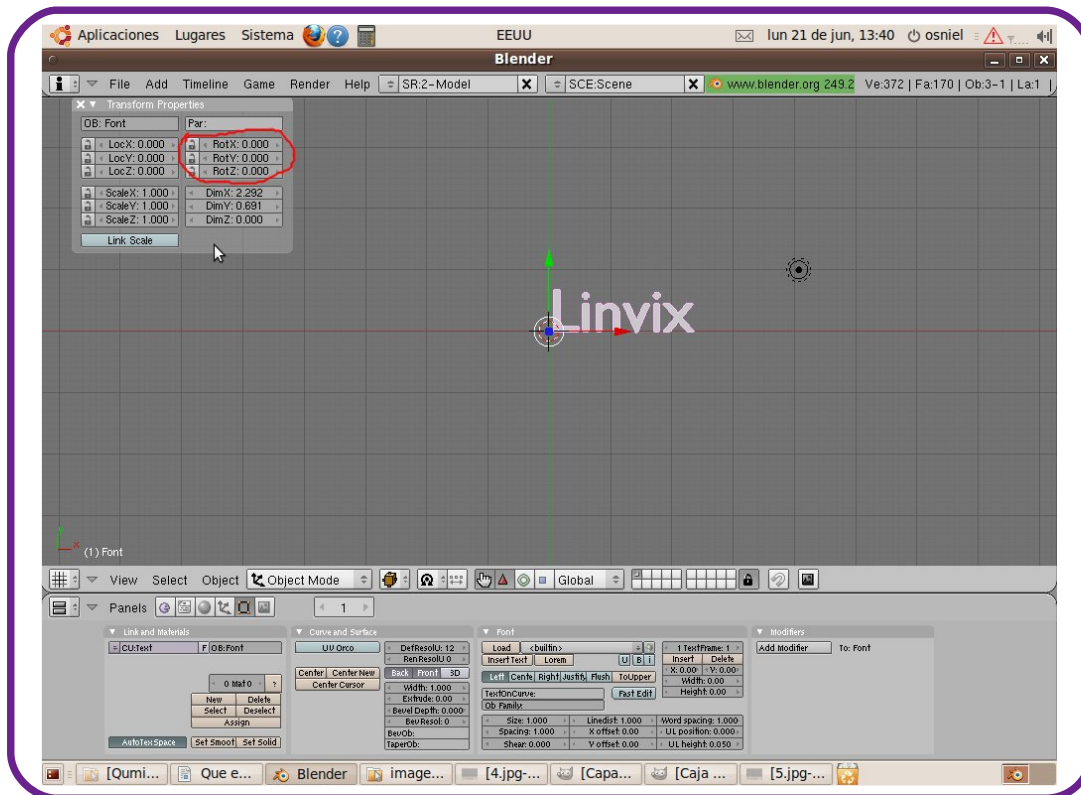 Aplicaciones Lugares Sistema EEUU lun 21 de jun, 13:40 osniel
Blender
File Add Timeline Game Render Help SR:2-Model X SCE:Scene X www.blender.org 249.2 Ve:372 | Fa:170 | Ob:3-1 | La:1
Transform Properties
OB: Font Par:
LocX: 0.000 RotX: 0.000
LocY: 0.000 RotY: 0.000
LocZ: 0.000 RotZ: 0.000
ScaleX: 1.000 DimX: 2.292
ScaleY: 1.000 DimY: 0.691
ScaleZ: 1.000 DimZ: 0.000
Link Scale
Linvix
x
(1) Font
View Select Object Object Mode Global
Panels 1
Link and Materials Curve and Surface Font Modifiers
CU:Text F OB:Font UV Orco DefResolU: 12 Load <builtin> 1 TextFrame: 1 Add Modifier To: Font
RenResolU 0 Insert Text Lorem U B i Insert Delete
Center Center New Back Front 3D X: 0.00 Y: 0.00
0 Mat 0 ? Center Cursor Width: 1.000 Left Cente Right Justify Flush ToUpper Width: 0.00
New Delete Extrude: 0.00 TextOnCurve: Fast Edit Height: 0.00
Select Deselect Bevel Depth: 0.000 Ob Family:
Assign BevResol: 0 Size: 1.000 Linedist: 1.000 Word spacing: 1.000
BevOb: Spacing: 1.000 X offset: 0.00 UL position: 0.000
AutoTexSpace Set Smoot Set Solid TaperOb: Shear: 0.000 Y offset: 0.00 UL height: 0.050
[Qumi... Que e... Blender image... [4.jpg-... [Capa... [Caja ... [5.jpg-...